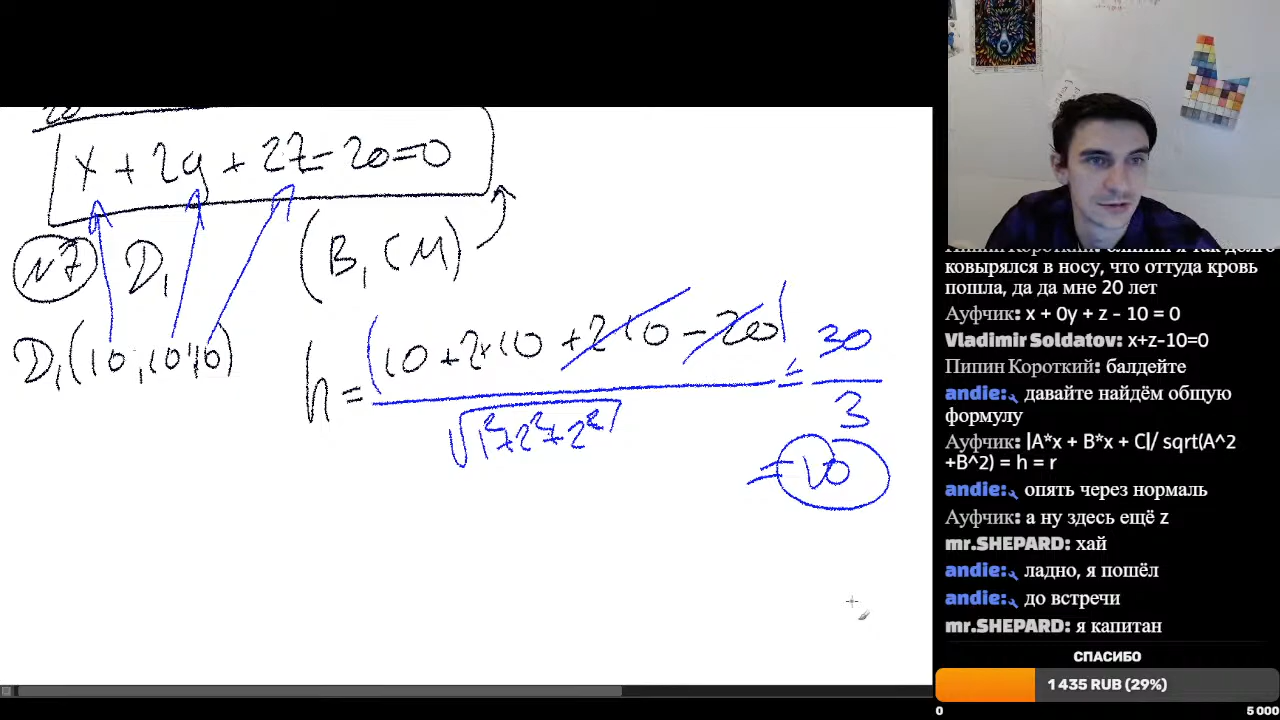 x + 2y + 2z - 20 = 0
№7 D₁ (B₁CM)
D₁(10,10,10)
h = |10 + 2*10 + 2*10 - 20| / √(1²+2²+2²) = 30/3
= 10
ковырялся в носу, что оттуда кровь
пошла, да да мне 20 лет
Ауфчик: x + 0y + z - 10 = 0
Vladimir Soldatov: x+z-10=0
Пипин Короткий: балдейте
andie: давайте найдём общую
формулу
Ауфчик: |A*x + B*x + C|/ sqrt(A^2
+B^2) = h = r
andie: опять через нормаль
Ауфчик: а ну здесь ещё z
mr.SHEPARD: хай
andie: ладно, я пошёл
andie: до встречи
mr.SHEPARD: я капитан
СПАСИБО
1 435 RUB (29%)
0 5 000